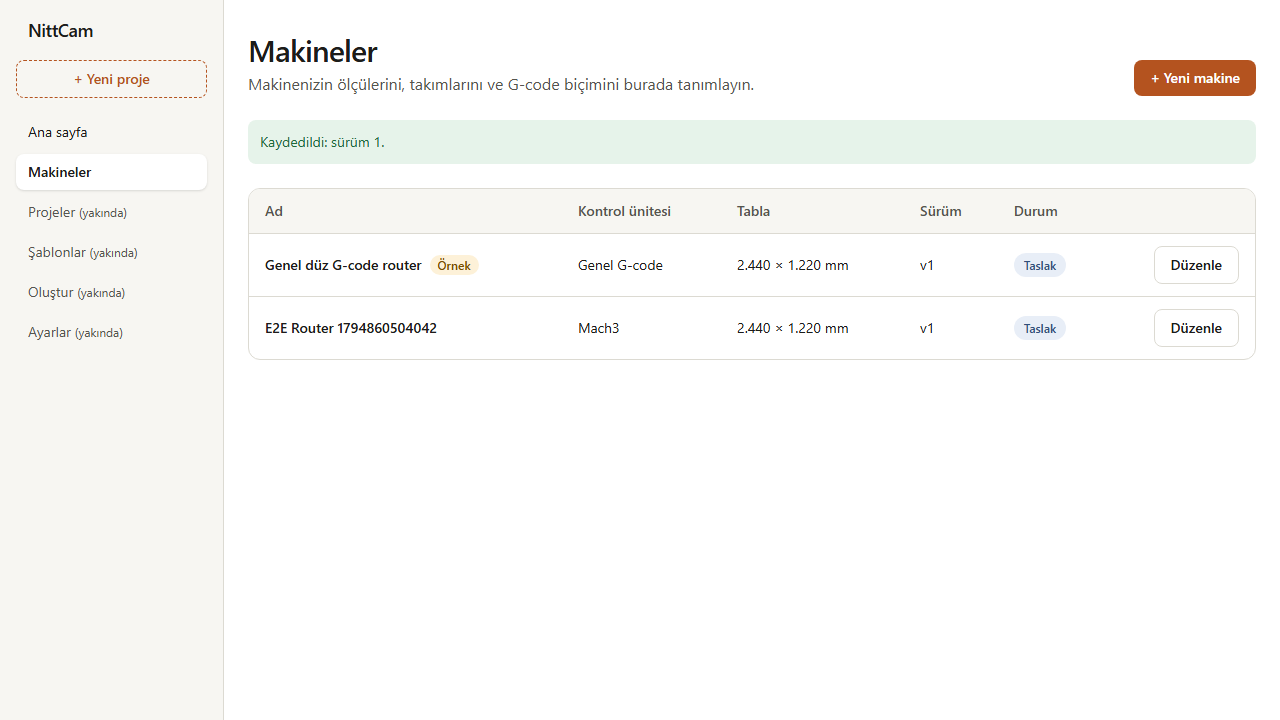 NittCam
+ Yeni proje
Ana sayfa
Makineler
Projeler (yakında)
Şablonlar (yakında)
Oluştur (yakında)
Ayarlar (yakında)
Makineler
Makinenizin ölçülerini, takımlarını ve G-code biçimini burada tanımlayın.
+ Yeni makine
Kaydedildi: sürüm 1.
Ad Kontrol ünitesi Tabla Sürüm Durum
Genel düz G-code router Örnek Genel G-code 2.440 × 1.220 mm v1 Taslak Düzenle
E2E Router 1794860504042 Mach3 2.440 × 1.220 mm v1 Taslak Düzenle